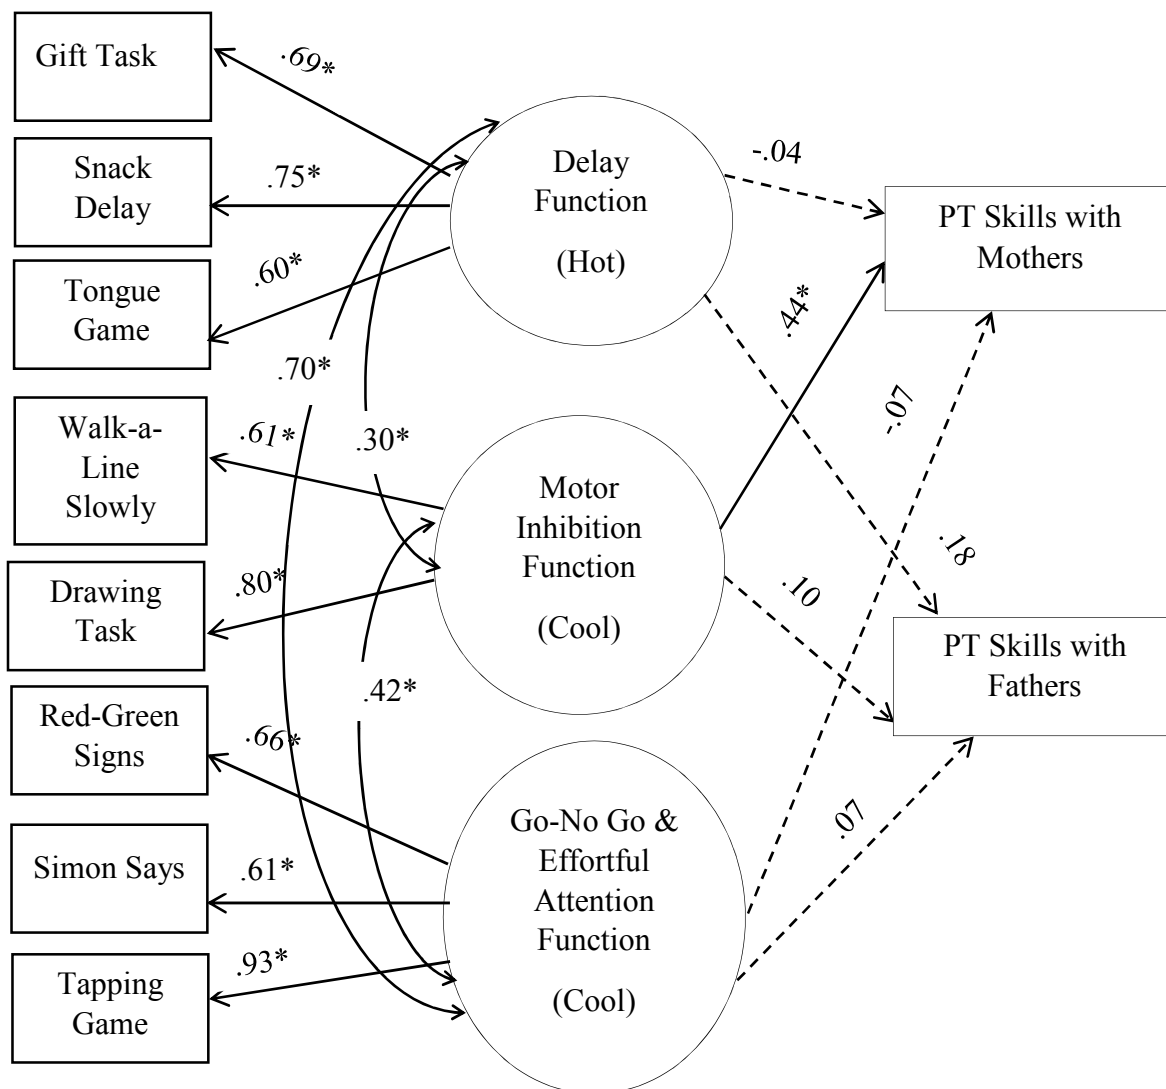 Gift Task
Snack
Delay
Tongue
Game
Walk-a-
Line
Slowly
Drawing
Task
Red-Green
Signs
Simon Says
Tapping
Game
.69*
.75*
.60*
.61*
.80*
.66*
.61*
.93*
.70*
.30*
.42*
Delay
Function
(Hot)
Motor
Inhibition
Function
(Cool)
Go-No Go &
Effortful
Attention
Function
(Cool)
-.04
.44*
-.07
.18
.10
.07
PT Skills with
Mothers
PT Skills with
Fathers